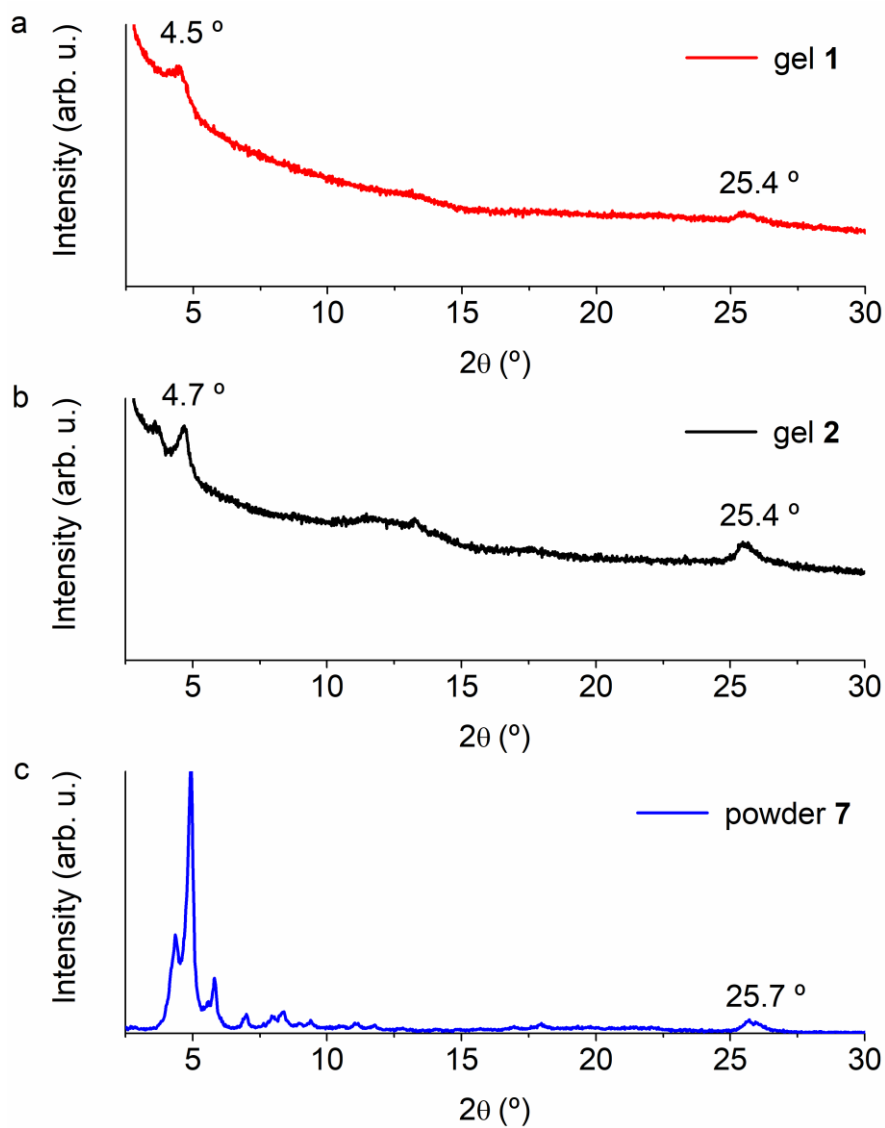 a
4.5 º
gel 1
25.4 º
Intensity (arb. u.)
5 10 15 20 25 30
2θ (º)
b
4.7 º
gel 2
25.4 º
Intensity (arb. u.)
5 10 15 20 25 30
2θ (º)
c
powder 7
25.7 º
Intensity (arb. u.)
5 10 15 20 25 30
2θ (º)